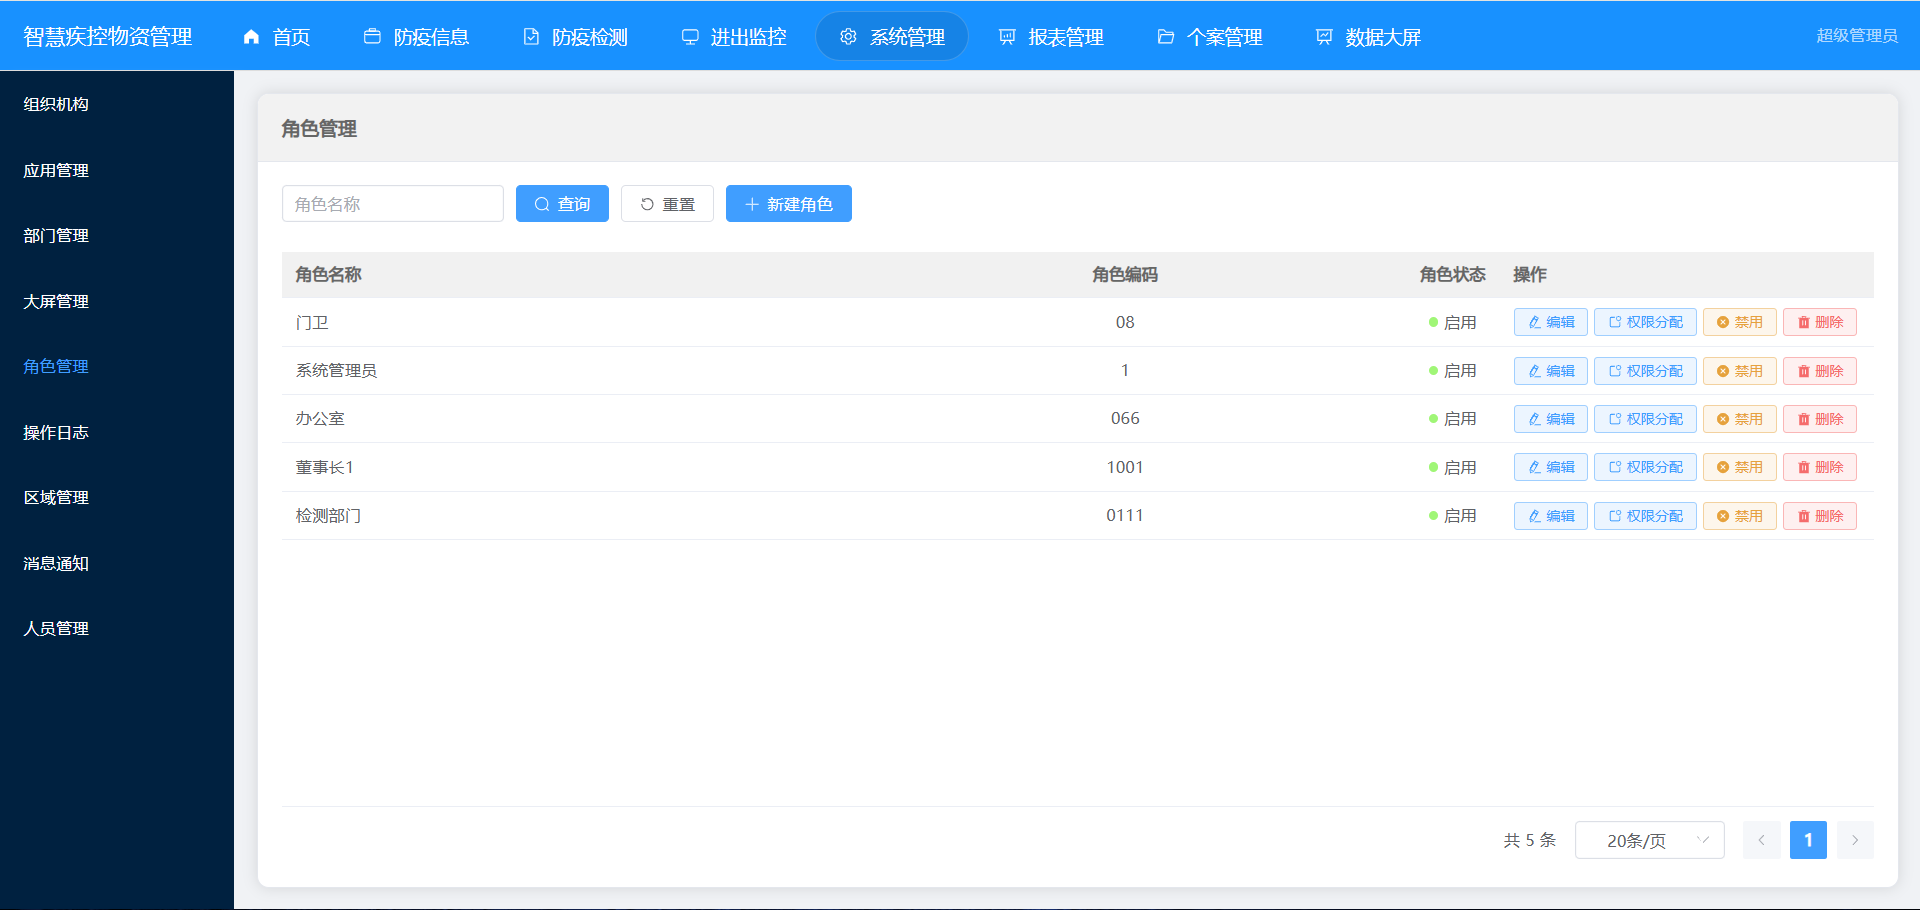 智慧疾控物资管理 首页 防疫信息 防疫检测 进出监控 系统管理 报表管理 个案管理 数据大屏 超级管理员
组织机构
应用管理
部门管理
大屏管理
角色管理
操作日志
区域管理
消息通知
人员管理
角色管理
角色名称 查询 重置 新建角色
角色名称 角色编码 角色状态 操作
门卫 08 启用 编辑 权限分配 禁用 删除
系统管理员 1 启用 编辑 权限分配 禁用 删除
办公室 066 启用 编辑 权限分配 禁用 删除
董事长1 1001 启用 编辑 权限分配 禁用 删除
检测部门 0111 启用 编辑 权限分配 禁用 删除
共 5 条 20条/页 1